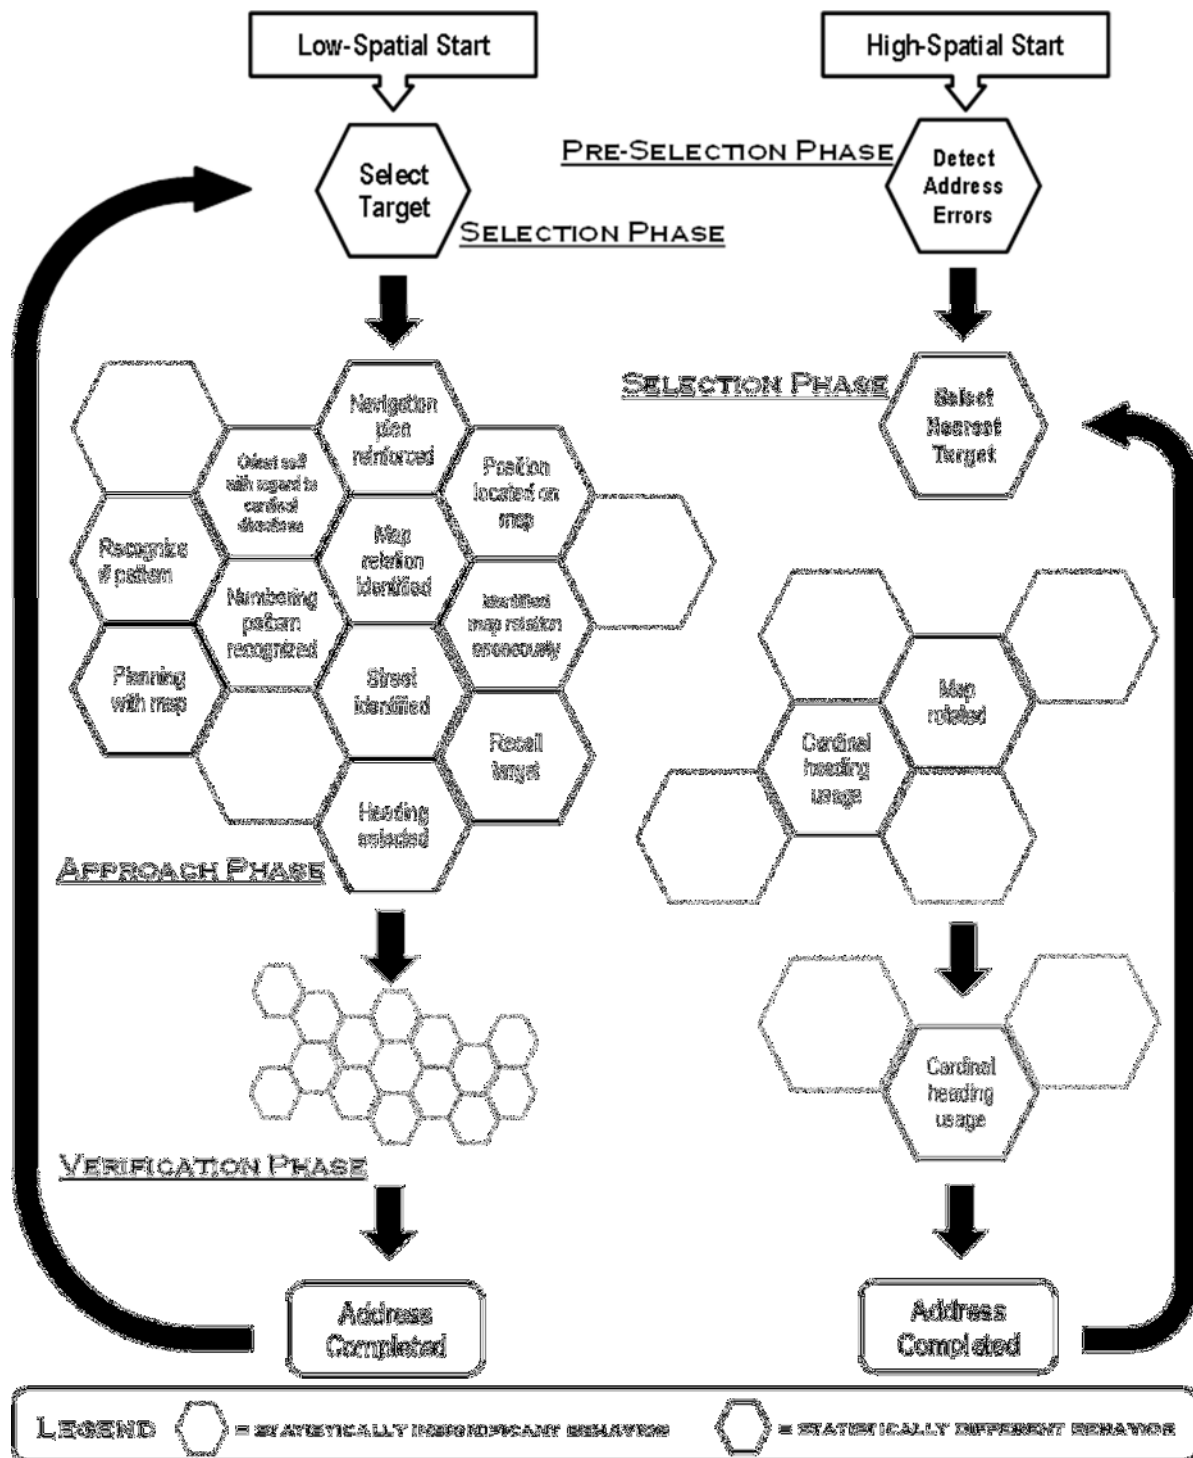 Low-Spatial Start
High-Spatial Start
Select
Target
SELECTION PHASE
PRE-SELECTION PHASE
Detect
Address
Errors
SELECTION PHASE
Select
Nearest
Target
Navigation
plan
reinforced
Orient self
with regard to
cardinal
directions
Position
located on
map
Recognize
# pattern
Map
relation
identified
Numbering
pattern
recognized
Identified
map rotation
erroneously
Planning
with map
Street
identified
Recall
target
Heading
selected
APPROACH PHASE
Map
rotated
Cardinal
heading
usage
VERIFICATION PHASE
Cardinal
heading
usage
Address
Completed
Address
Completed
LEGEND
= STATISTICALLY INSIGNIFICANT BEHAVIOR
= STATISTICALLY DIFFERENT BEHAVIOR